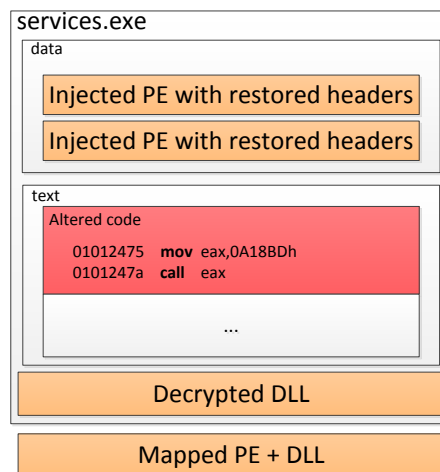 services.exe
data
Injected PE with restored headers
Injected PE with restored headers
text
Altered code
01012475 mov eax,0A18BDh
0101247a call eax
...
Decrypted DLL
Mapped PE + DLL